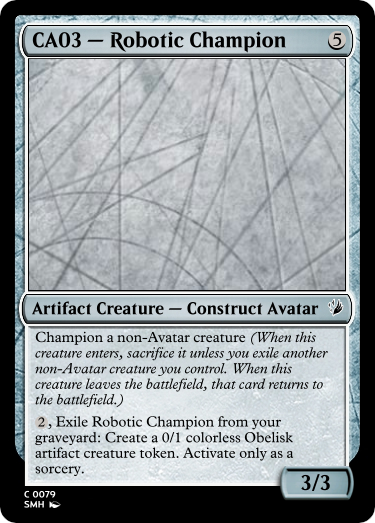 CA03 — Robotic Champion 5
Artifact Creature — Construct Avatar
Champion a non-Avatar creature (When this
creature enters, sacrifice it unless you exile another
non-Avatar creature you control. When this
creature leaves the battlefield, that card returns to
the battlefield.)
2, Exile Robotic Champion from your
graveyard: Create a 0/1 colorless Obelisk
artifact creature token. Activate only as a
sorcery.
3/3
C 0079
SMH